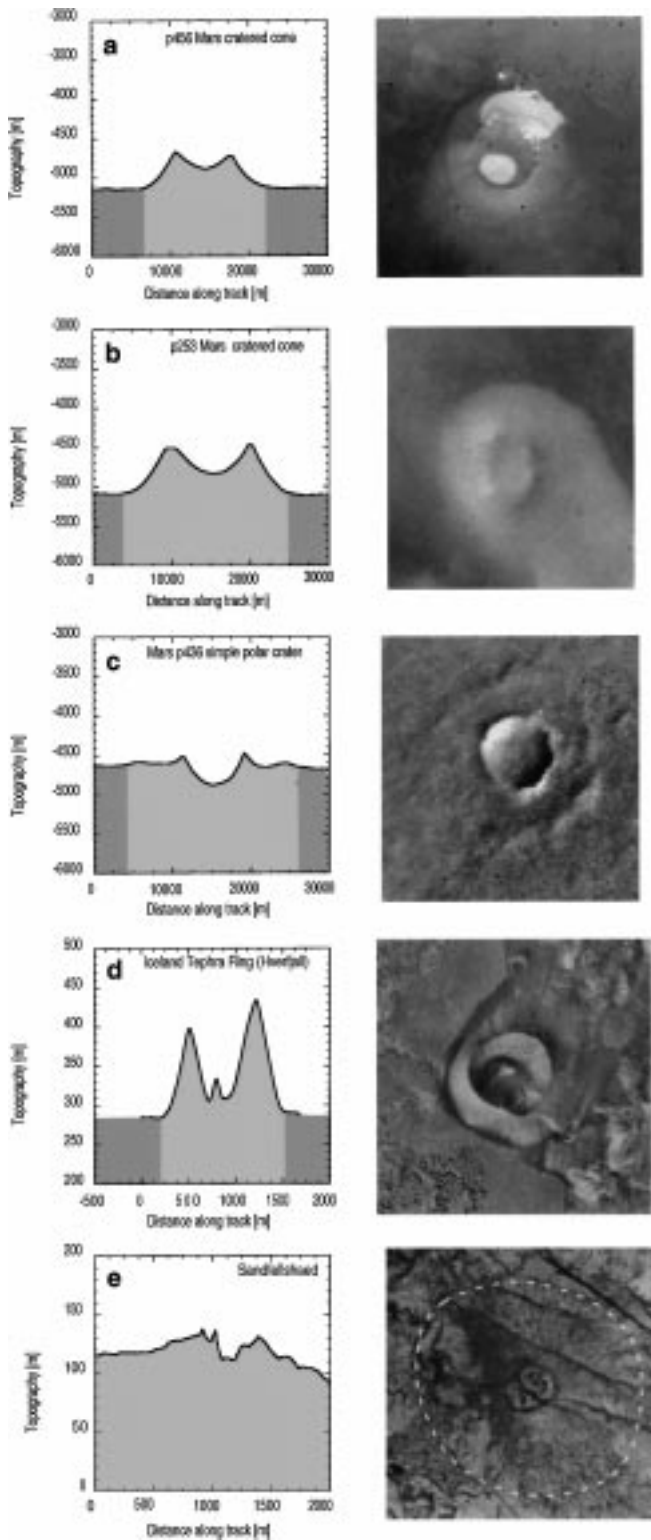 a
p456 Mars cratered cone
Topography [m]
-3000
-3500
-4000
-4500
-5000
-5500
-6000
0 10000 20000 30000
Distance along track [m]
b
p253 Mars cratered cone
Topography [m]
-3000
-3500
-4000
-4500
-5000
-5500
-6000
0 10000 20000 30000
Distance along track [m]
c
Mars p436 simple polar crater
Topography [m]
-3000
-3500
-4000
-4500
-5000
-5500
-6000
0 10000 20000 30000
Distance along track [m]
d
Iceland Tephra Ring (Hverfjall)
Topography [m]
500
450
400
350
300
250
200
-500 0 500 1000 1500 2000
Distance along track [m]
e
Topography [m]
200
150
100
50
0
0 500 1000 1500 2000
Distance along track [m]